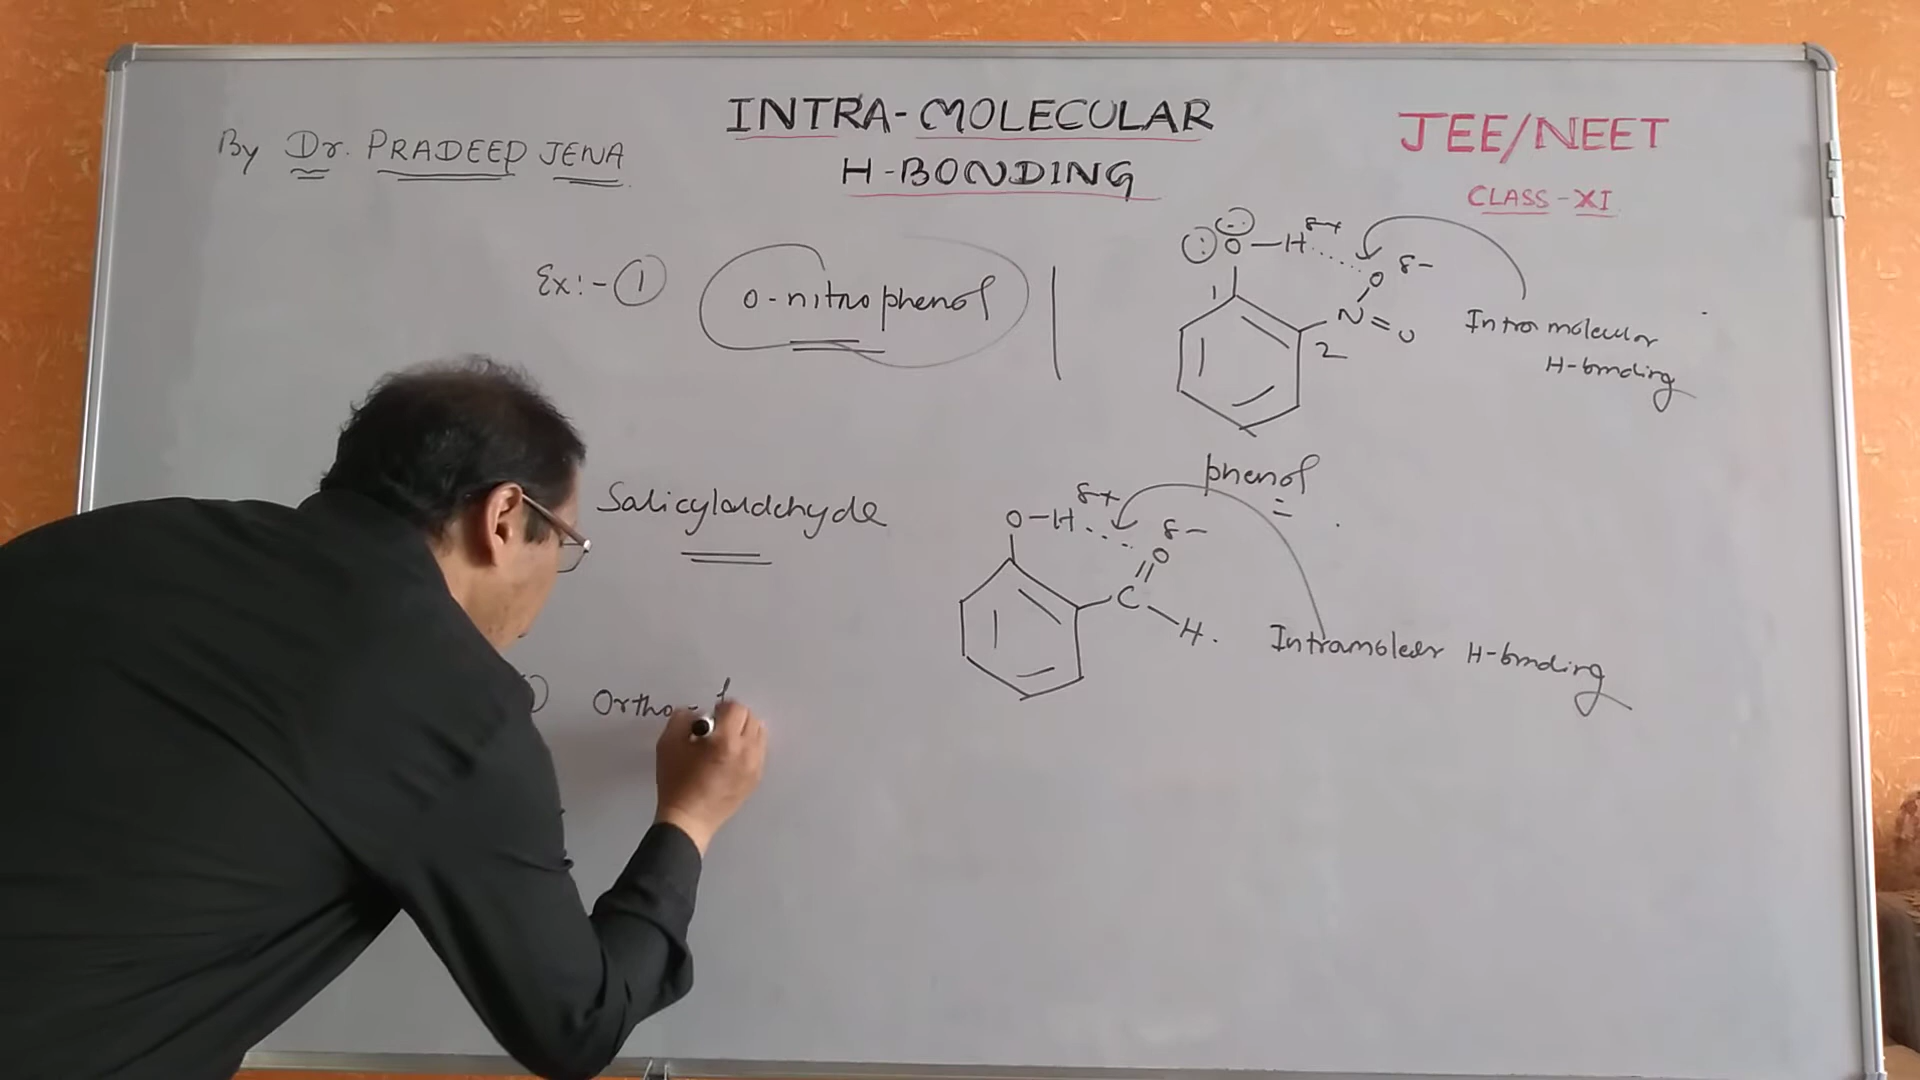 By Dr. PRADEEP JENA
INTRA-MOLECULAR
H-BONDING
JEE/NEET
CLASS-XI
Ex:- ① o-nitrophenol
O-H δ+
O δ-
N=O
1
2
Intramolecular
H-bonding
phenol
Salicylaldehyde
O-H δ+
δ-
O
C
H.
Intramolecr H-bonding
Ortho-